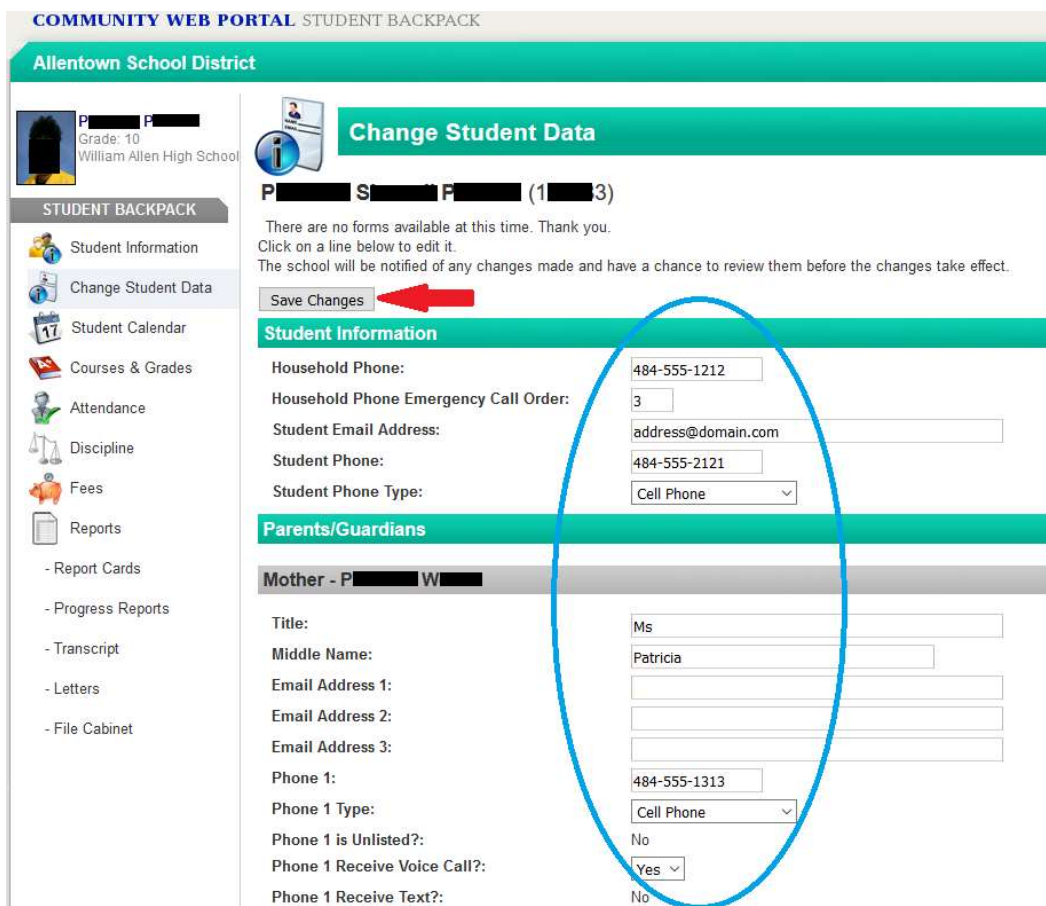 COMMUNITY WEB PORTAL STUDENT BACKPACK
Allentown School District
P P
Grade: 10
William Allen High School
STUDENT BACKPACK
Student Information
Change Student Data
17 Student Calendar
Courses & Grades
Attendance
Discipline
Fees
Reports
- Report Cards
- Progress Reports
- Transcript
- Letters
- File Cabinet
Change Student Data
P S P (1 3)
There are no forms available at this time. Thank you.
Click on a line below to edit it.
The school will be notified of any changes made and have a chance to review them before the changes take effect.
Save Changes
Student Information
Household Phone: 484-555-1212
Household Phone Emergency Call Order: 3
Student Email Address: address@domain.com
Student Phone: 484-555-2121
Student Phone Type: Cell Phone
Parents/Guardians
Mother - P W
Title: Ms
Middle Name: Patricia
Email Address 1:
Email Address 2:
Email Address 3:
Phone 1: 484-555-1313
Phone 1 Type: Cell Phone
Phone 1 is Unlisted?: No
Phone 1 Receive Voice Call?: Yes
Phone 1 Receive Text?: No